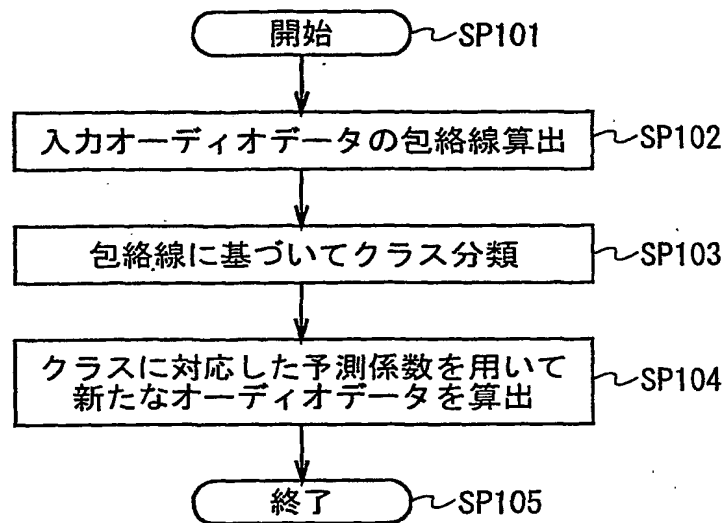 開始 SP101
入力オーディオデータの包絡線算出 SP102
包絡線に基づいてクラス分類 SP103
クラスに対応した予測係数を用いて
新たなオーディオデータを算出 SP104
終了 SP105